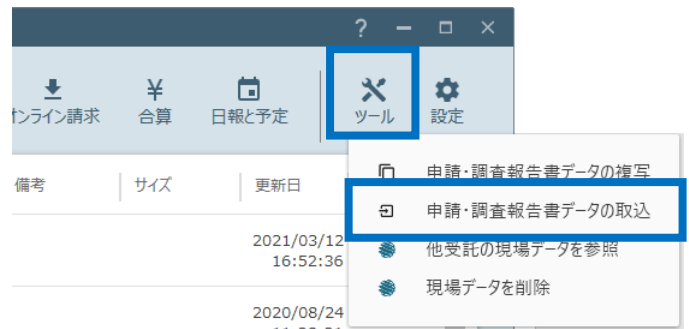 ?
オンライン請求
合算
日報と予定
ツール
設定
備考
サイズ
更新日
申請・調査報告書データの複写
申請・調査報告書データの取込
他受託の現場データを参照
現場データを削除
2021/03/12
16:52:36
2020/08/24